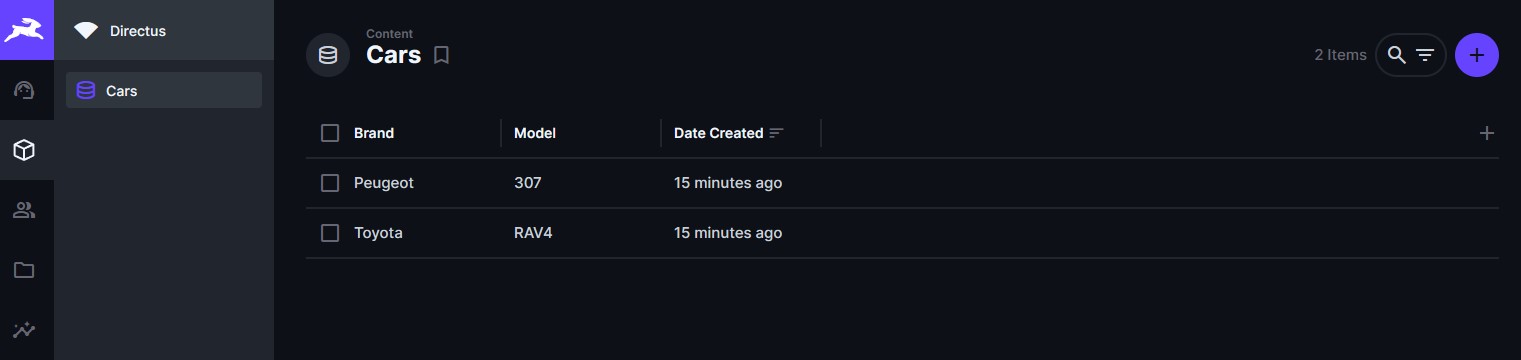 Directus
Cars
Content
Cars
2 Items
Brand Model Date Created
Peugeot 307 15 minutes ago
Toyota RAV4 15 minutes ago